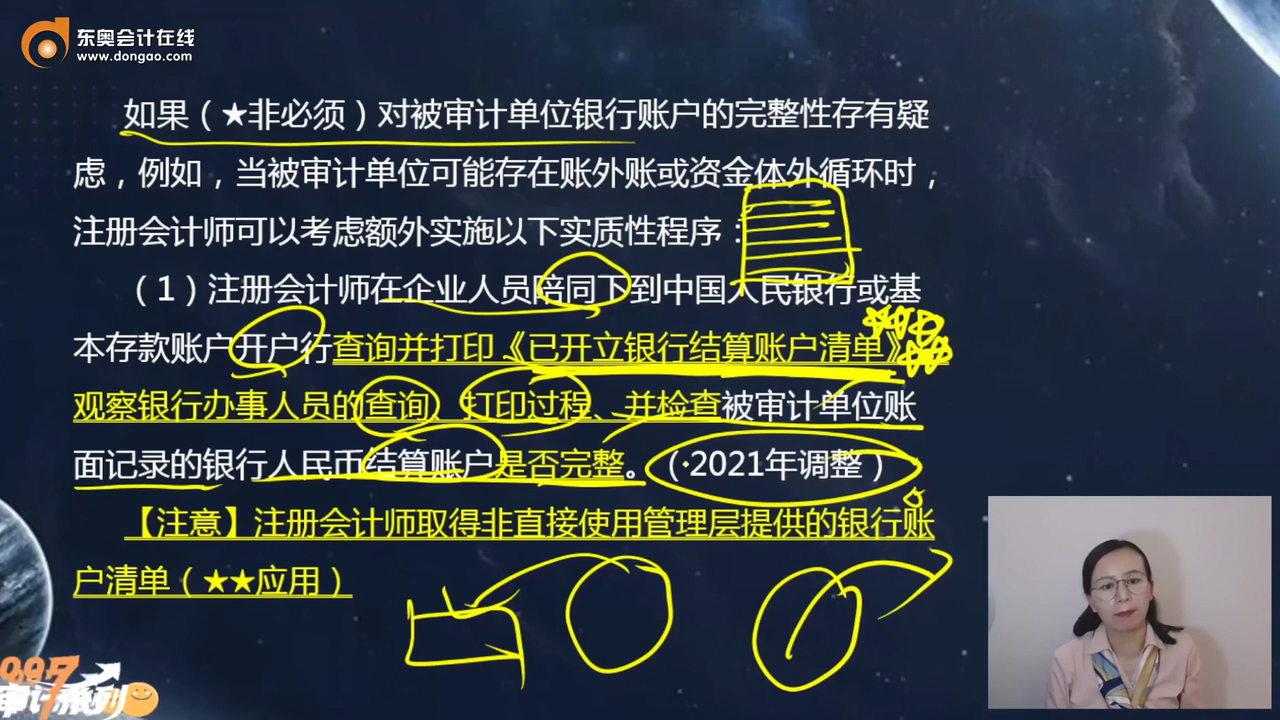 东奥会计在线
www.dongao.com
如果（★非必须）对被审计单位银行账户的完整性存有疑
虑，例如，当被审计单位可能存在账外账或资金体外循环时，
注册会计师可以考虑额外实施以下实质性程序：
（1）注册会计师在企业人员陪同下到中国人民银行或基
本存款账户开户行查询并打印《已开立银行结算账户清单》
观察银行办事人员的查询、打印过程、并检查被审计单位账
面记录的银行人民币结算账户是否完整。（2021年调整）
【注意】注册会计师取得非直接使用管理层提供的银行账
户清单（★★应用）
997
审计系列